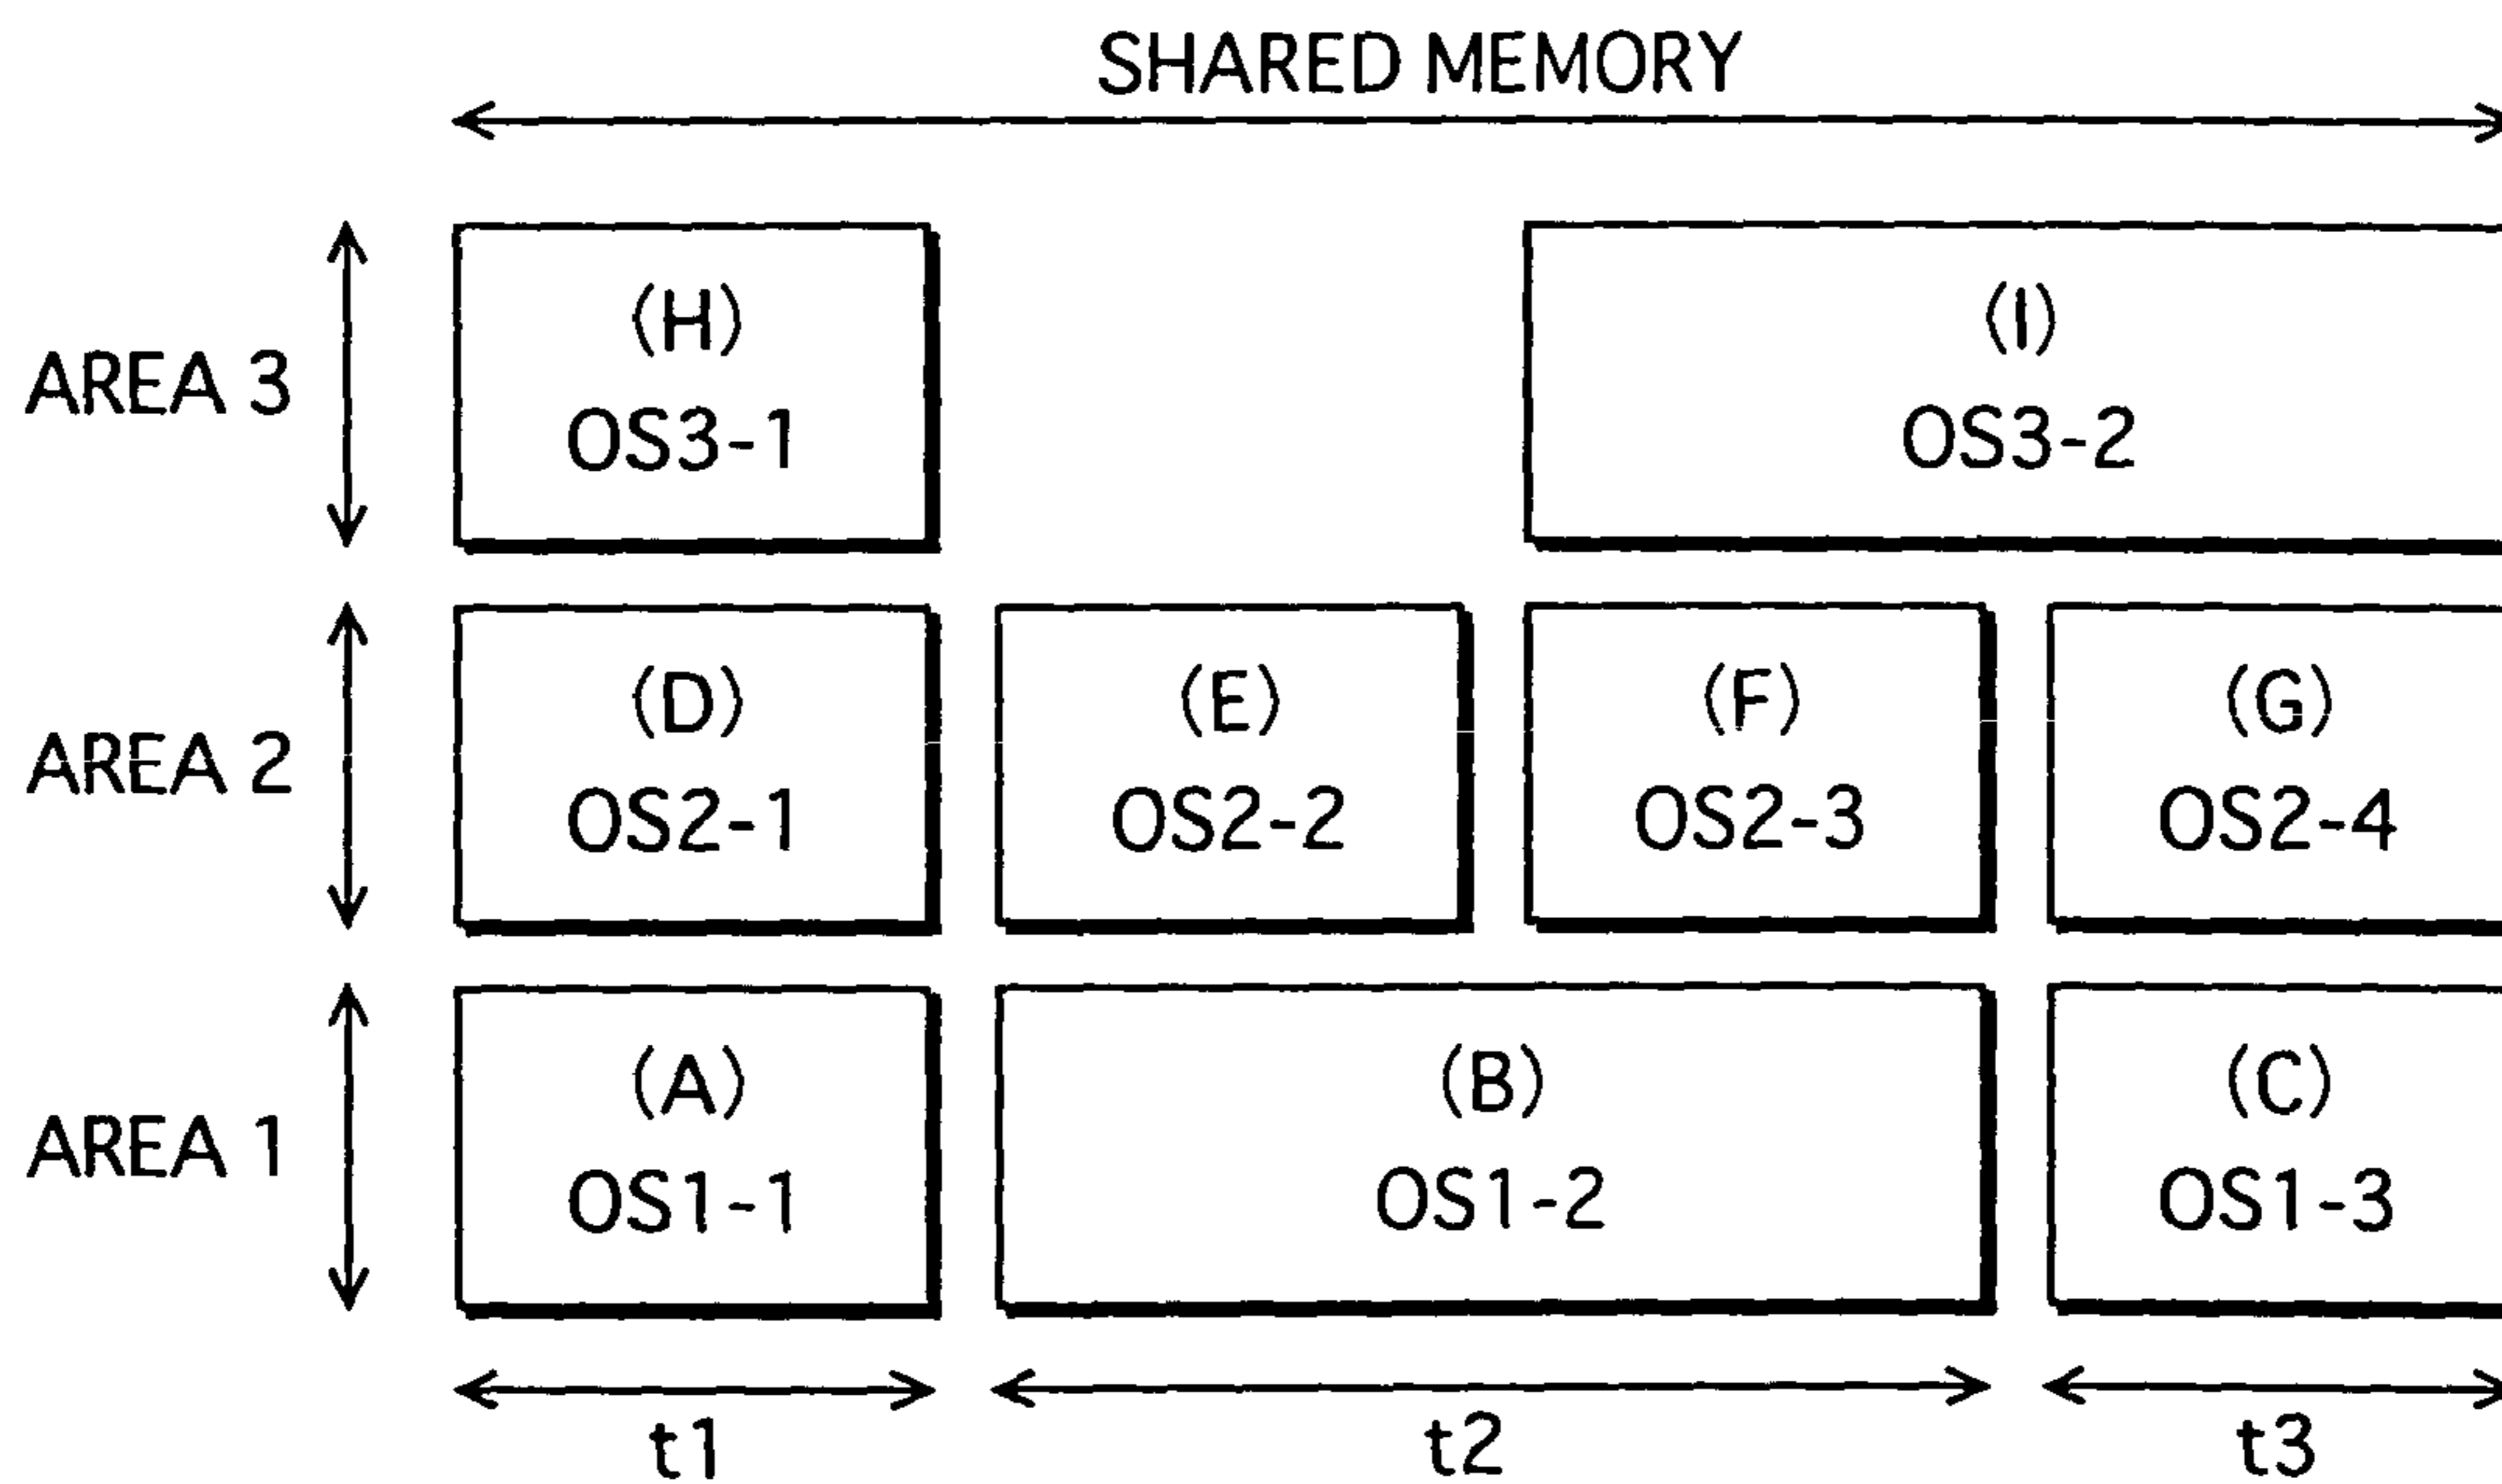 SHARED MEMORY
(H) (I)
AREA 3
OS3-1 OS3-2
(D) (E) (F) (G)
AREA 2
OS2-1 OS2-2 OS2-3 OS2-4
(A) (B) (C)
AREA 1
OS1-1 OS1-2 OS1-3
t1 t2 t3